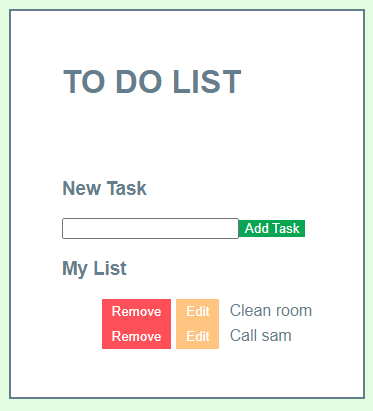 TO DO LIST
New Task
Add Task
My List
Remove Edit Clean room
Remove Edit Call sam